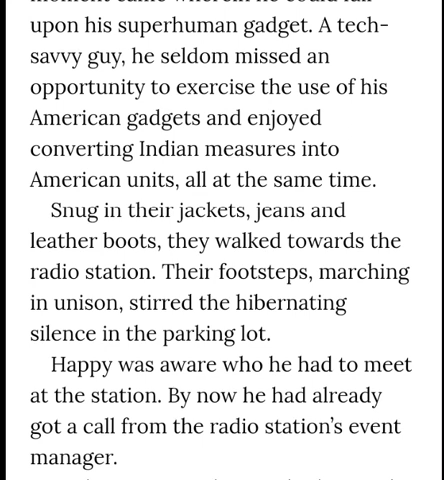 upon his superhuman gadget. A tech-
savvy guy, he seldom missed an
opportunity to exercise the use of his
American gadgets and enjoyed
converting Indian measures into
American units, all at the same time.
Snug in their jackets, jeans and
leather boots, they walked towards the
radio station. Their footsteps, marching
in unison, stirred the hibernating
silence in the parking lot.
Happy was aware who he had to meet
at the station. By now he had already
got a call from the radio station’s event
manager.